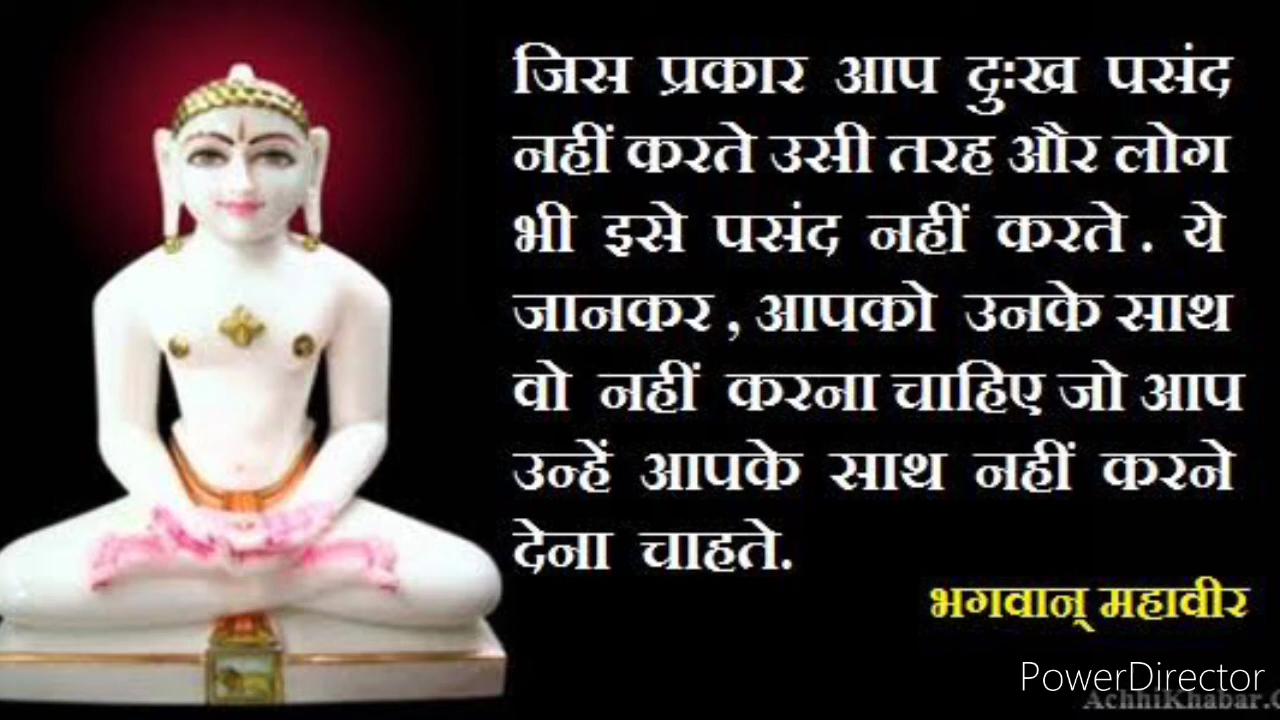 जिस प्रकार आप दुःख पसंद
नहीं करते उसी तरह और लोग
भी इसे पसंद नहीं करते . ये
जानकर , आपको उनके साथ
वो नहीं करना चाहिए जो आप
उन्हें आपके साथ नहीं करने
देना चाहते.
भगवान् महावीर
PowerDirector
AchhiKhabar.C